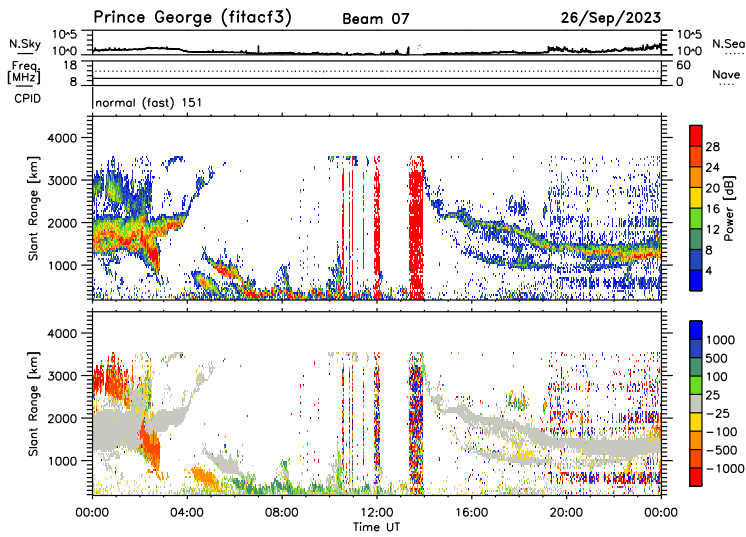 Prince George (fitacf3) Beam 07 26/Sep/2023
N.Sky 10^5 10^0 10^5 10^0 N.Sea
Freq. [MHz] 18 8 60 0 Nave
CPID normal (fast) 151
Slant Range [km] 4000 3000 2000 1000
28 24 20 16 12 8 4 Power [dB]
Slant Range [km] 4000 3000 2000 1000
1000 500 100 25 -25 -100 -500 -1000
00:00 04:00 08:00 12:00 16:00 20:00 00:00
Time UT